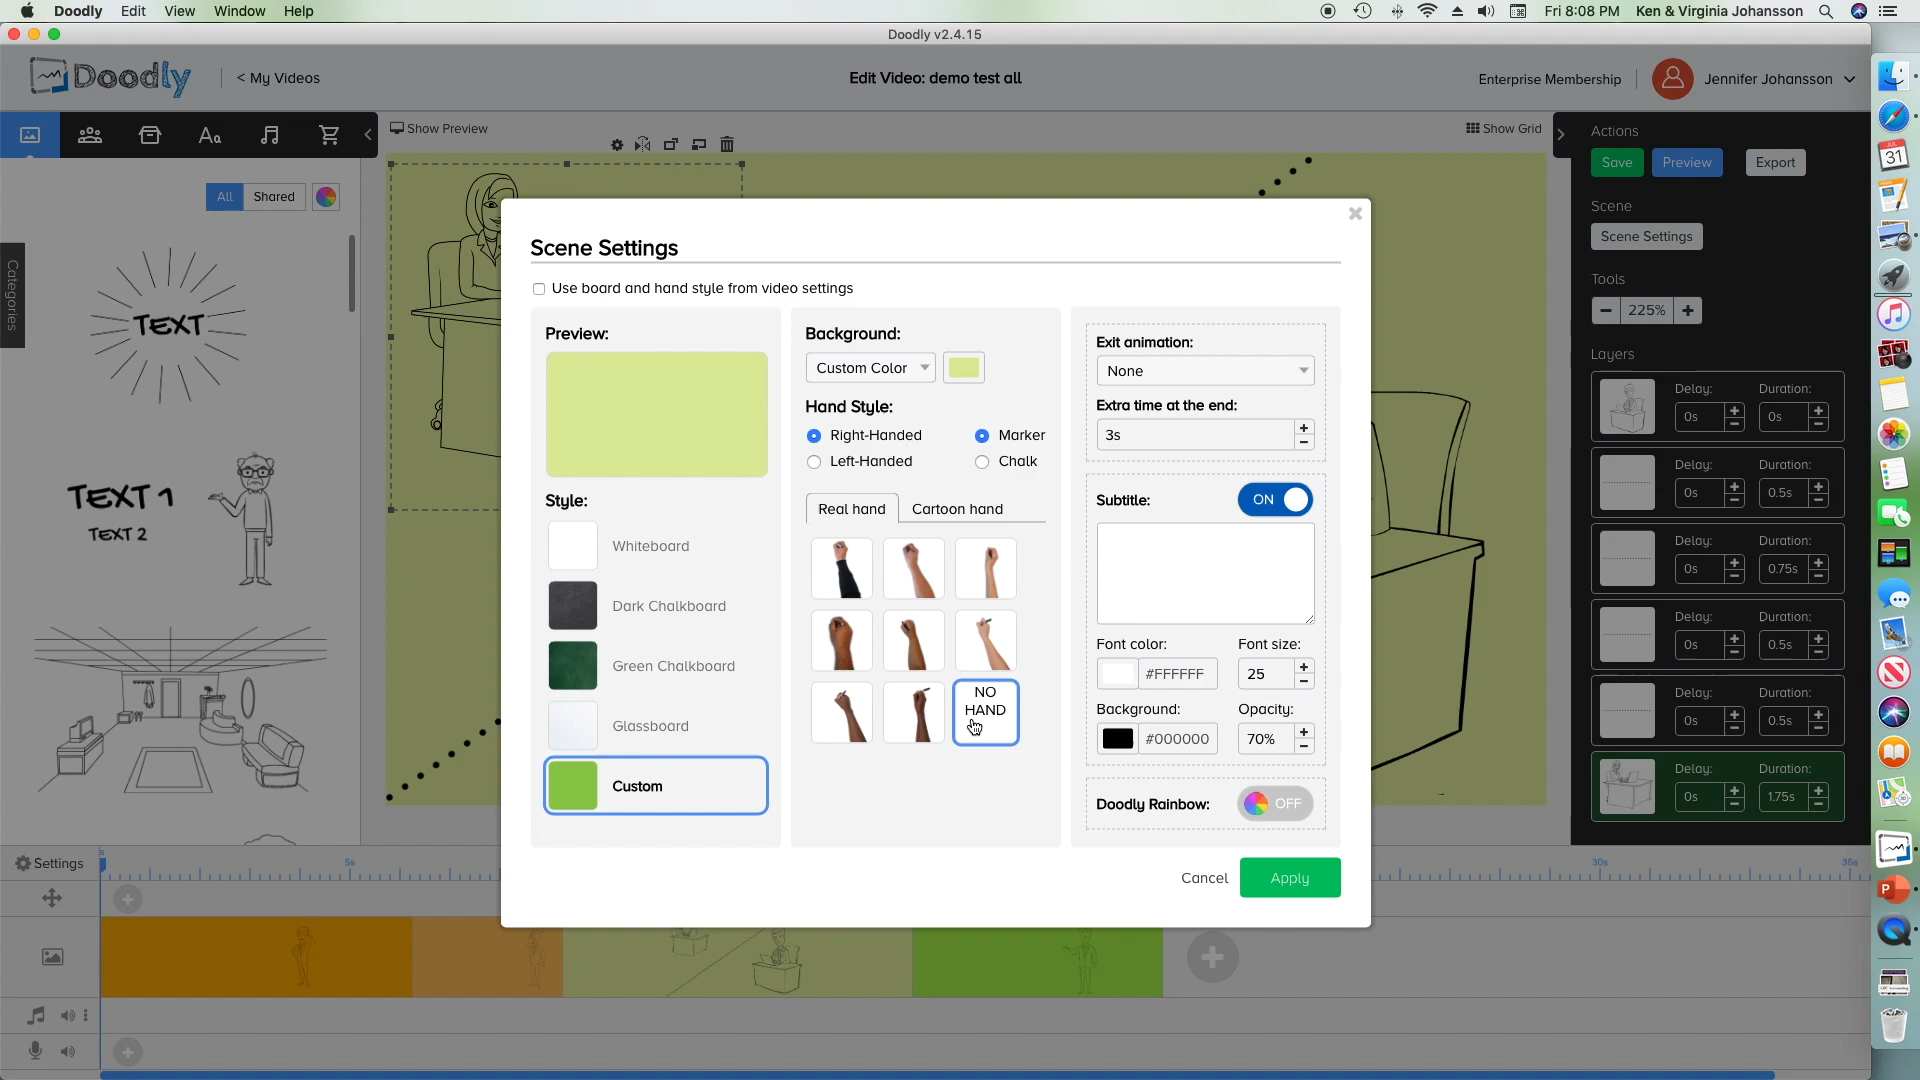 Doodly Edit View Window Help
Fri 8:08 PM Ken & Virginia Johansson
Doodly v2.4.15
Doodly < My Videos
Edit Video: demo test all
Enterprise Membership Jennifer Johansson
Show Preview
Show Grid
Actions
Save Preview Export
Scene
Scene Settings
Tools
225%
Layers
Delay: Duration:
0s 0s
Delay: Duration:
0s 0.5s
Delay: Duration:
0s 0.75s
Delay: Duration:
0s 0.5s
Delay: Duration:
0s 0.5s
Delay: Duration:
0s 1.75s
All Shared
Categories
TEXT
TEXT 1
TEXT 2
Scene Settings
Use board and hand style from video settings
Preview:
Style:
Whiteboard
Dark Chalkboard
Green Chalkboard
Glassboard
Custom
Background:
Custom Color
Hand Style:
Right-Handed Marker
Left-Handed Chalk
Real hand Cartoon hand
NO
HAND
Exit animation:
None
Extra time at the end:
3s
Subtitle: ON
Font color: Font size:
#FFFFFF 25
Background: Opacity:
#000000 70%
Doodly Rainbow: OFF
Cancel Apply
Settings
5s 30s 35s
JUL
31